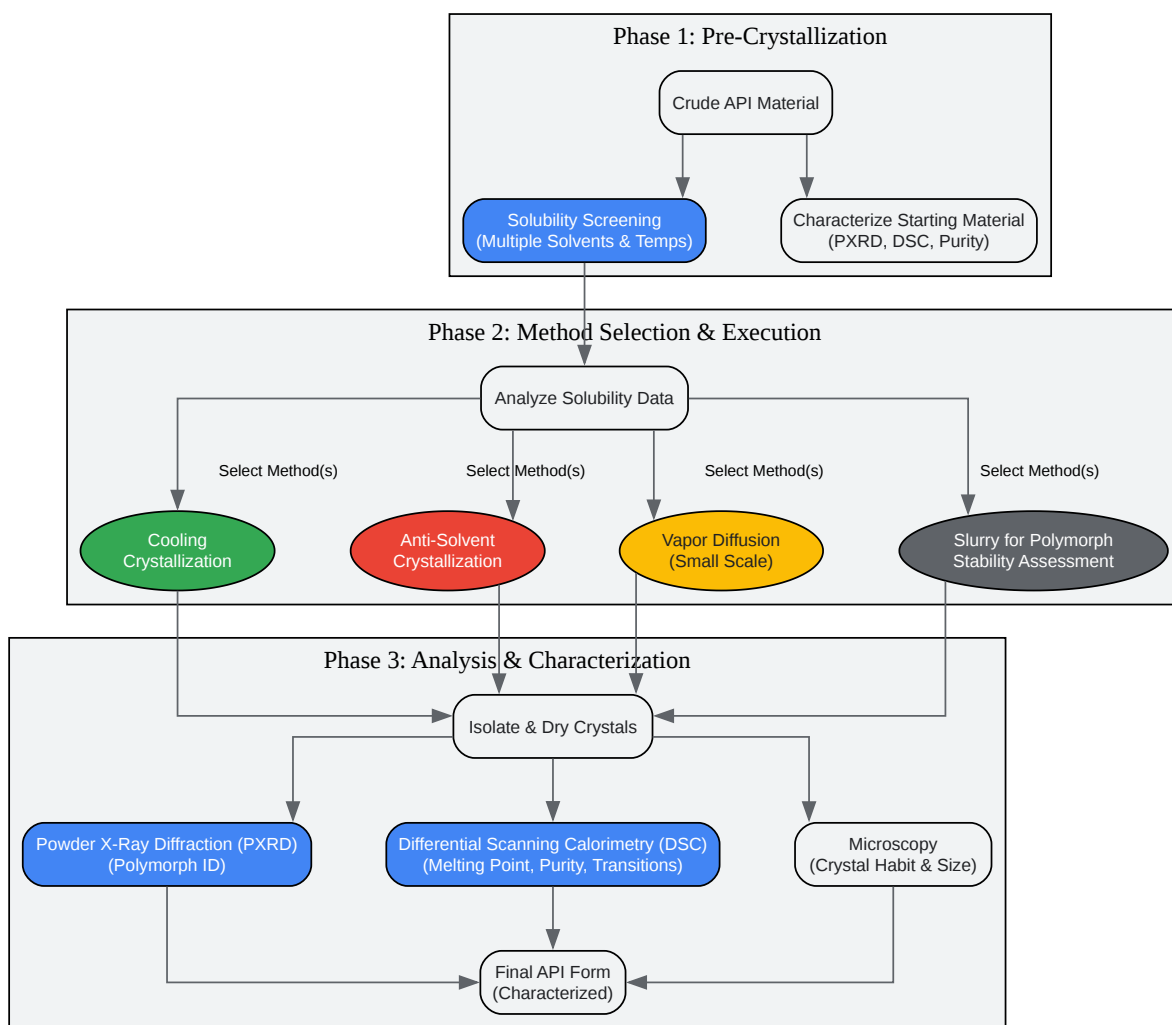 Phase 1: Pre-Crystallization
Crude API Material
Solubility Screening
(Multiple Solvents & Temps)
Characterize Starting Material
(PXRD, DSC, Purity)
Phase 2: Method Selection & Execution
Analyze Solubility Data
Select Method(s)
Select Method(s)
Select Method(s)
Select Method(s)
Cooling
Crystallization
Anti-Solvent
Crystallization
Vapor Diffusion
(Small Scale)
Slurry for Polymorph
Stability Assessment
Phase 3: Analysis & Characterization
Isolate & Dry Crystals
Powder X-Ray Diffraction (PXRD)
(Polymorph ID)
Differential Scanning Calorimetry (DSC)
(Melting Point, Purity, Transitions)
Microscopy
(Crystal Habit & Size)
Final API Form
(Characterized)